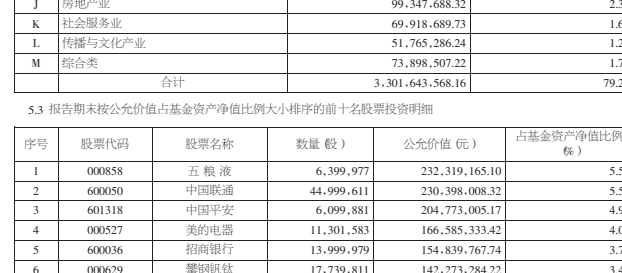 J 房地产业 99,347,688.32 2.3
K 社会服务业 69,918,689.73 1.6
L 传播与文化产业 51,765,286.24 1.2
M 综合类 73,898,507.22 1.7
合计 3,301,643,568.16 79.2
5.3 报告期末按公允价值占基金资产净值比例大小排序的前十名股票投资明细
序号 股票代码 股票名称 数量(股) 公允价值(元) 占基金资产净值比例
(%)
1 000858 五粮液 6,399,977 232,319,165.10 5.5
2 600050 中国联通 44,999,611 230,398,008.32 5.5
3 601318 中国平安 6,099,881 204,773,005.17 4.9
4 000527 美的电器 11,301,583 166,585,333.42 4.0
5 600036 招商银行 13,999,979 154,839,767.74 3.7
6 000629 攀钢钒钛 17,739,811 142,273,284.22 3.4